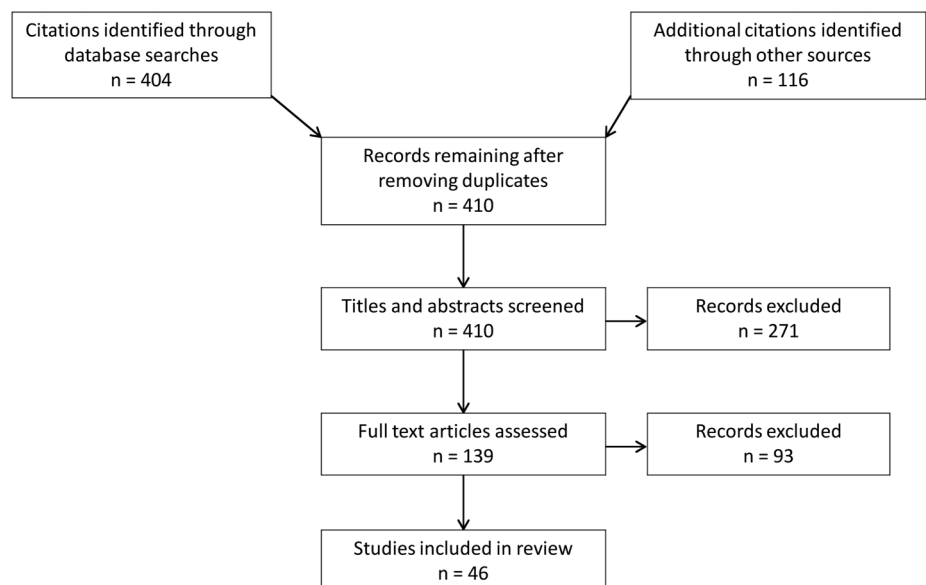 Citations identified through
database searches
n = 404
Additional citations identified
through other sources
n = 116
Records remaining after
removing duplicates
n = 410
Titles and abstracts screened
n = 410
Records excluded
n = 271
Full text articles assessed
n = 139
Records excluded
n = 93
Studies included in review
n = 46